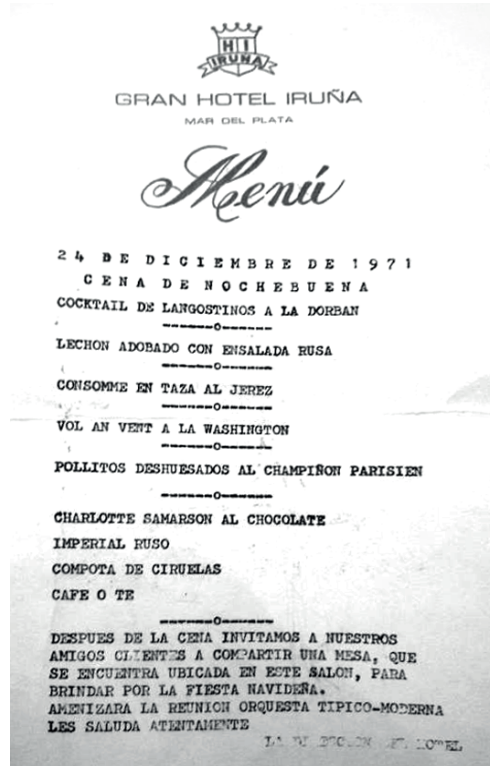 HI
IRUÑA
GRAN HOTEL IRUÑA
MAR DEL PLATA
Menú
24 DE DICIEMBRE DE 1971
CENA DE NOCHEBUENA
COCKTAIL DE LANGOSTINOS A LA DORBAN
-------o------
LECHON ADOBADO CON ENSALADA RUSA
-------o------
CONSOMME EN TAZA AL JEREZ
-------o------
VOL AN VENT A LA WASHINGTON
-------o------
POLLITOS DESHUESADOS AL CHAMPIÑON PARISIEN
-------o------
CHARLOTTE SAMARSON AL CHOCOLATE
IMPERIAL RUSO
COMPOTA DE CIRUELAS
CAFE O TE
-------o------
DESPUES DE LA CENA INVITAMOS A NUESTROS
AMIGOS CLIENTES A COMPARTIR UNA MESA, QUE
SE ENCUENTRA UBICADA EN ESTE SALON, PARA
BRINDAR POR LA FIESTA NAVIDEÑA.
AMENIZARA LA REUNION ORQUESTA TIPICO-MODERNA
LES SALUDA ATENTAMENTE
LA DIRECCION DEL HOTEL